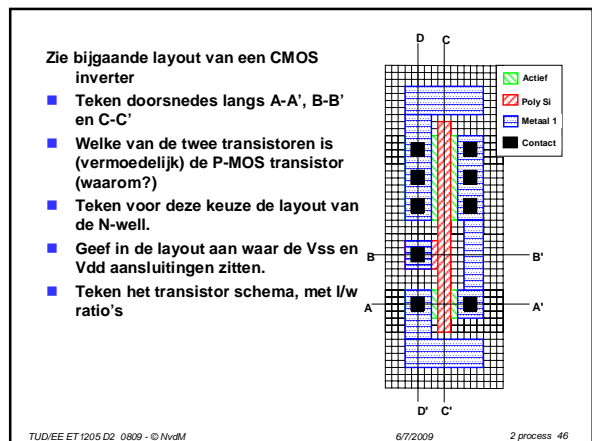 Zie bijgaande layout van een CMOS
inverter
Teken doorsnedes langs A-A’, B-B’
en C-C’
Welke van de twee transistoren is
(vermoedelijk) de P-MOS transistor
(waarom?)
Teken voor deze keuze de layout van
de N-well.
Geef in de layout aan waar de Vss en
Vdd aansluitingen zitten.
Teken het transistor schema, met l/w
ratio’s
D C
Actief
Poly Si
Metaal 1
Contact
B B'
A A'
D' C'
TUD/EE ET1205 D2 0809 - © NvdM 6/7/2009 2 process 46